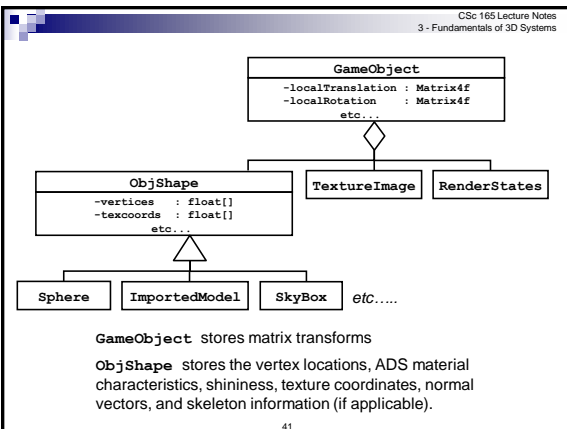 CSc 165 Lecture Notes
3 - Fundamentals of 3D Systems
GameObject
-localTranslation : Matrix4f
-localRotation : Matrix4f
etc...
ObjShape
-vertices : float[]
-texcoords : float[]
etc...
TextureImage
RenderStates
Sphere
ImportedModel
SkyBox
etc.....
GameObject stores matrix transforms
ObjShape stores the vertex locations, ADS material
characteristics, shininess, texture coordinates, normal
vectors, and skeleton information (if applicable).
41